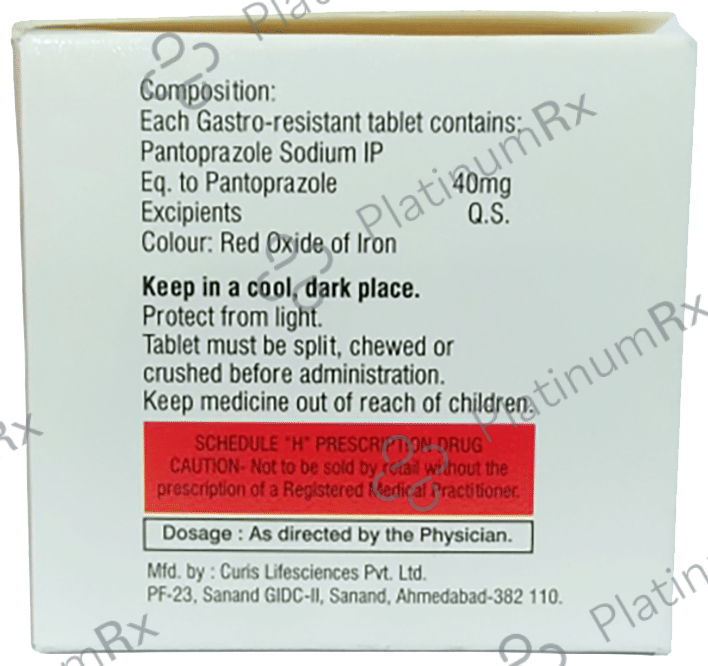 Composition:
Each Gastro-resistant tablet contains:
Pantoprazole Sodium IP
Eq. to Pantoprazole 40mg
Excipients Q.S.
Colour: Red Oxide of Iron
Keep in a cool, dark place.
Protect from light.
Tablet must be split, chewed or
crushed before administration.
Keep medicine out of reach of children.
SCHEDULE "H" PRESCRIPTION DRUG
CAUTION- Not to be sold by retail without the
prescription of a Registered Medical Practitioner.
Dosage : As directed by the Physician.
Mfd. by : Curis Lifesciences Pvt. Ltd.
PF-23, Sanand GIDC-II, Sanand, Ahmedabad-382 110.
PlatinumRx
PlatinumRx
PlatinumRx
Rx
Platin
umRx